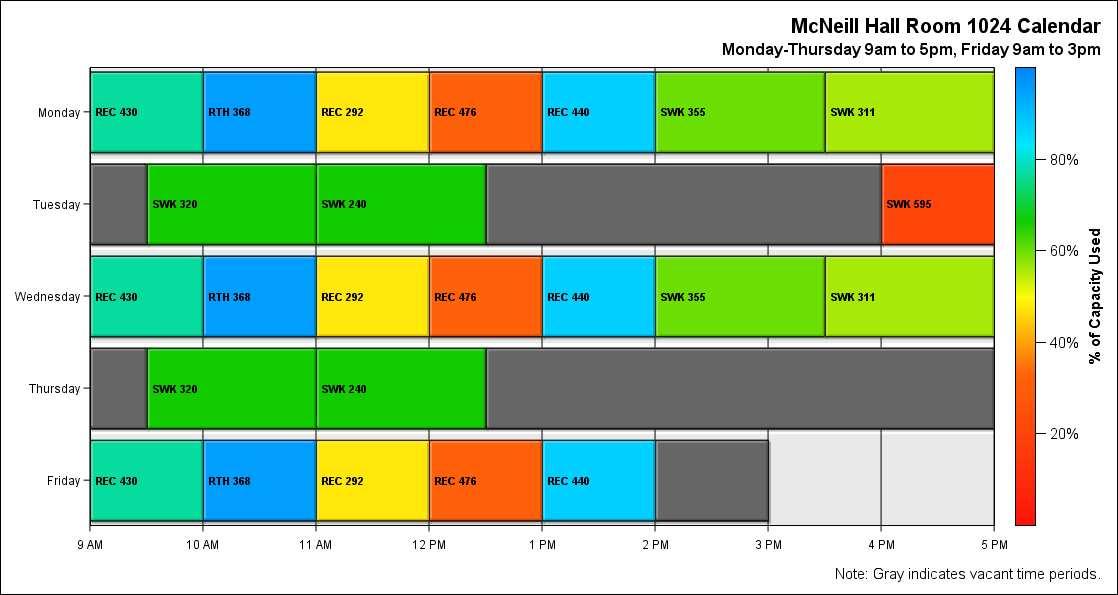 McNeill Hall Room 1024 Calendar
Monday-Thursday 9am to 5pm, Friday 9am to 3pm
Monday REC 430 RTH 368 REC 292 REC 476 REC 440 SWK 355 SWK 311
Tuesday SWK 320 SWK 240 SWK 595
Wednesday REC 430 RTH 368 REC 292 REC 476 REC 440 SWK 355 SWK 311
Thursday SWK 320 SWK 240
Friday REC 430 RTH 368 REC 292 REC 476 REC 440
9 AM 10 AM 11 AM 12 PM 1 PM 2 PM 3 PM 4 PM 5 PM
80%
60%
40%
20%
% of Capacity Used
Note: Gray indicates vacant time periods.